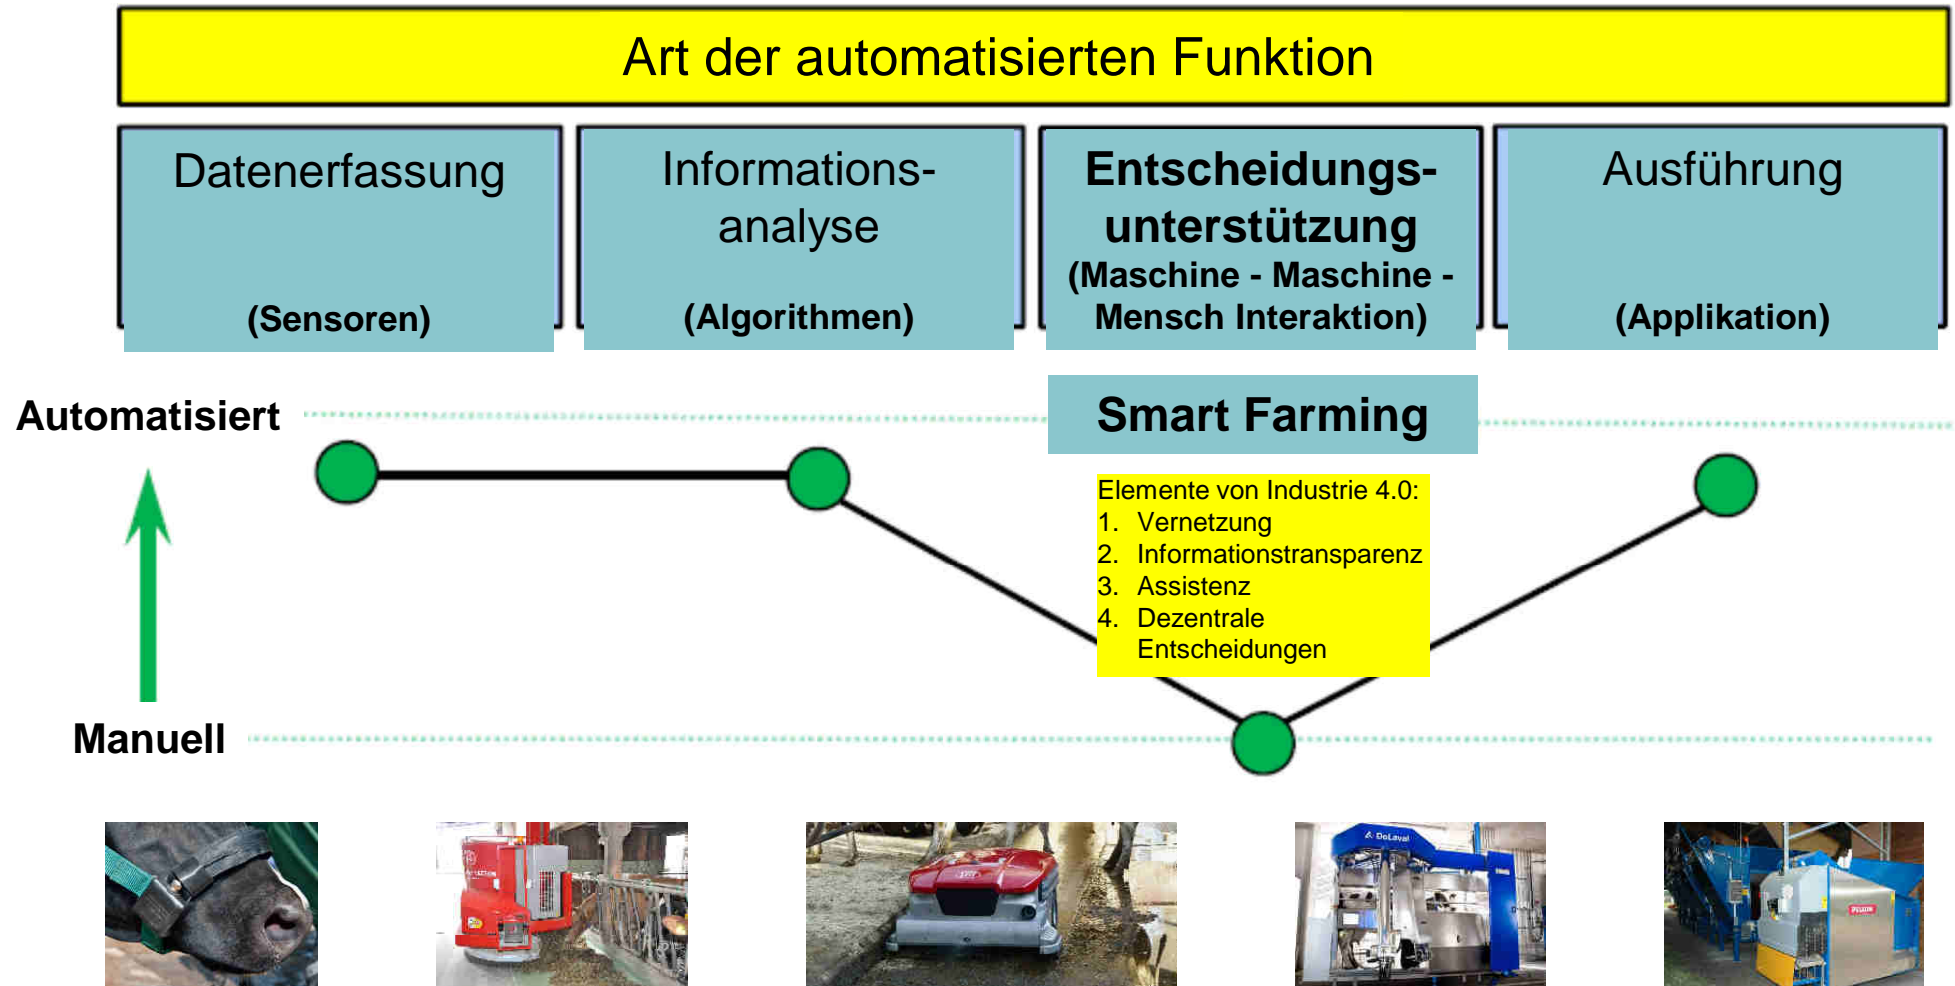 Art der automatisierten Funktion
Datenerfassung
(Sensoren)
Informations-
analyse
(Algorithmen)
Entscheidungs-
unterstützung
(Maschine - Maschine -
Mensch Interaktion)
Ausführung
(Applikation)
Automatisiert
Smart Farming
Elemente von Industrie 4.0:
1. Vernetzung
2. Informationstransparenz
3. Assistenz
4. Dezentrale
Entscheidungen
Manuell
DeLaval